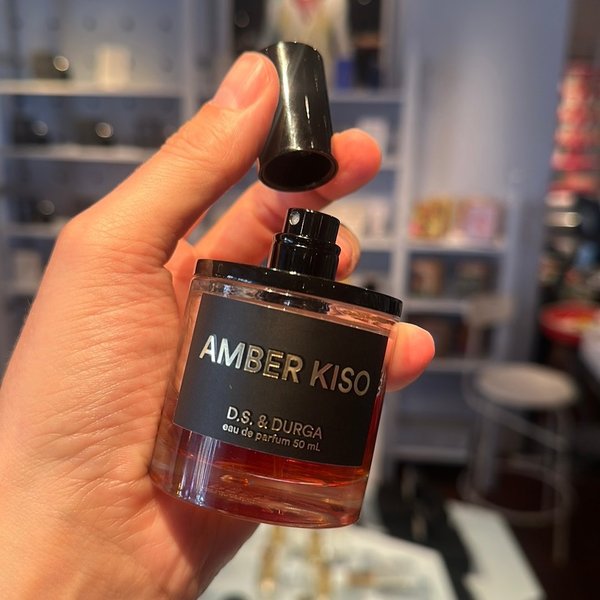 AMBER KISO
D.S. & DURGA
eau de parfum 50 mL